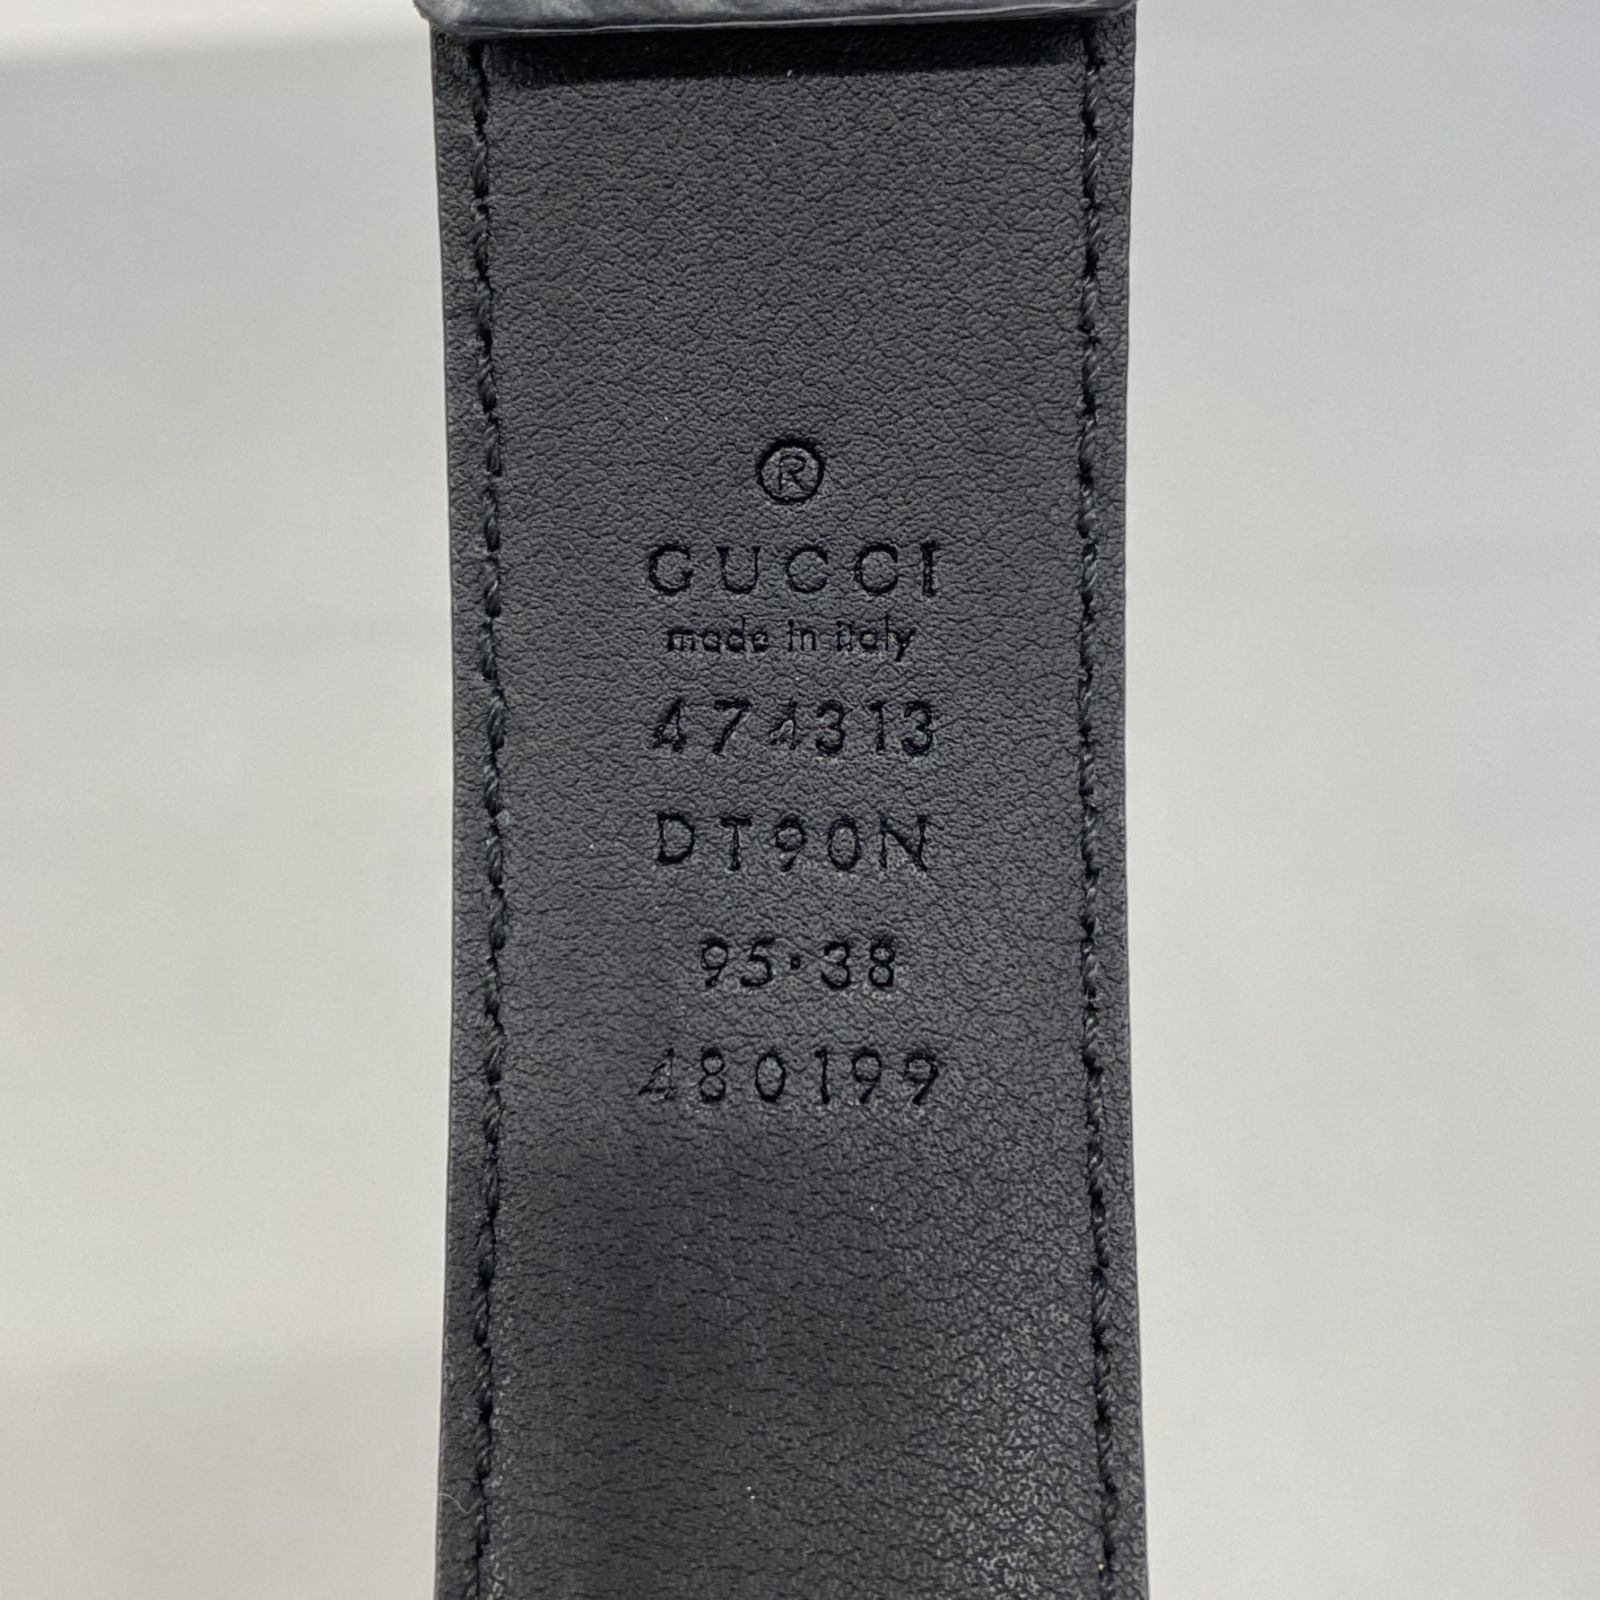 ®
GUCCI
made in italy
474313
DT90N
95·38
480199